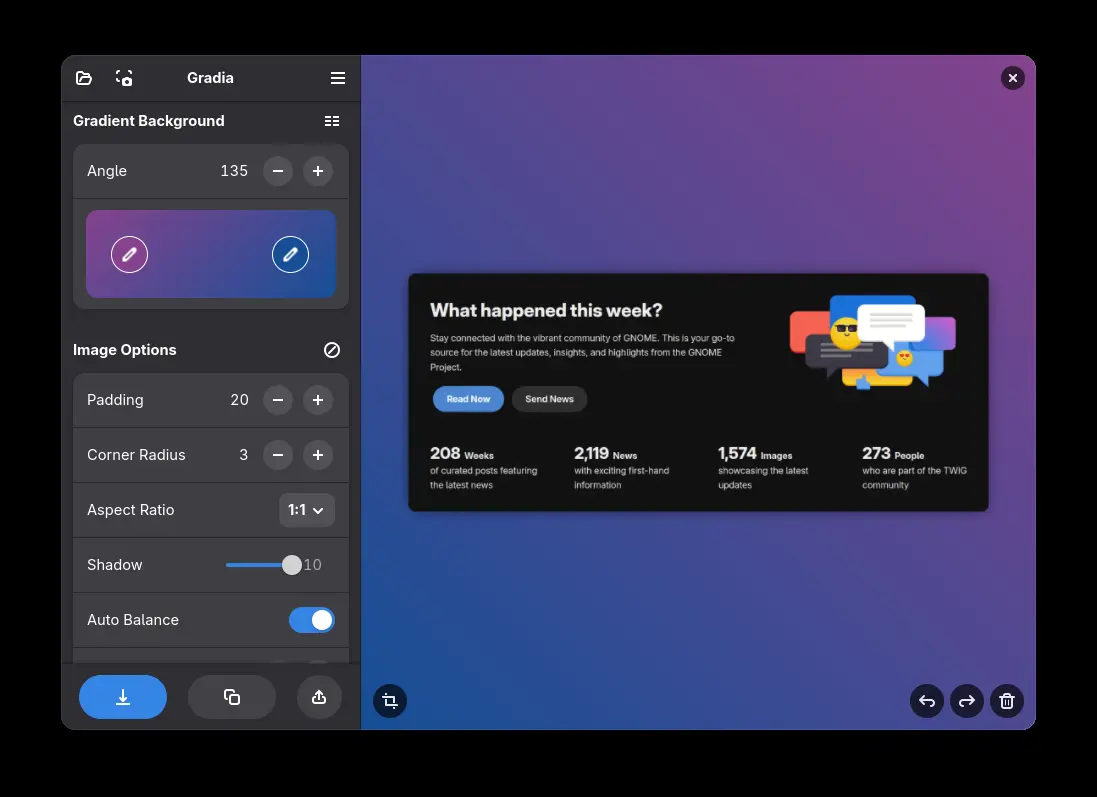 Gradia
Gradient Background
Angle 135
Image Options
Padding 20
Corner Radius 3
Aspect Ratio 1:1
Shadow 10
Auto Balance
What happened this week?
Stay connected with the vibrant community of GNOME. This is your go-to
source for the latest updates, insights, and highlights from the GNOME
Project.
Read Now Send News
208 Weeks
of curated posts featuring
the latest news
2,119 News
with exciting first-hand
information
1,574 Images
showcasing the latest
updates
273 People
who are part of the TWIG
community